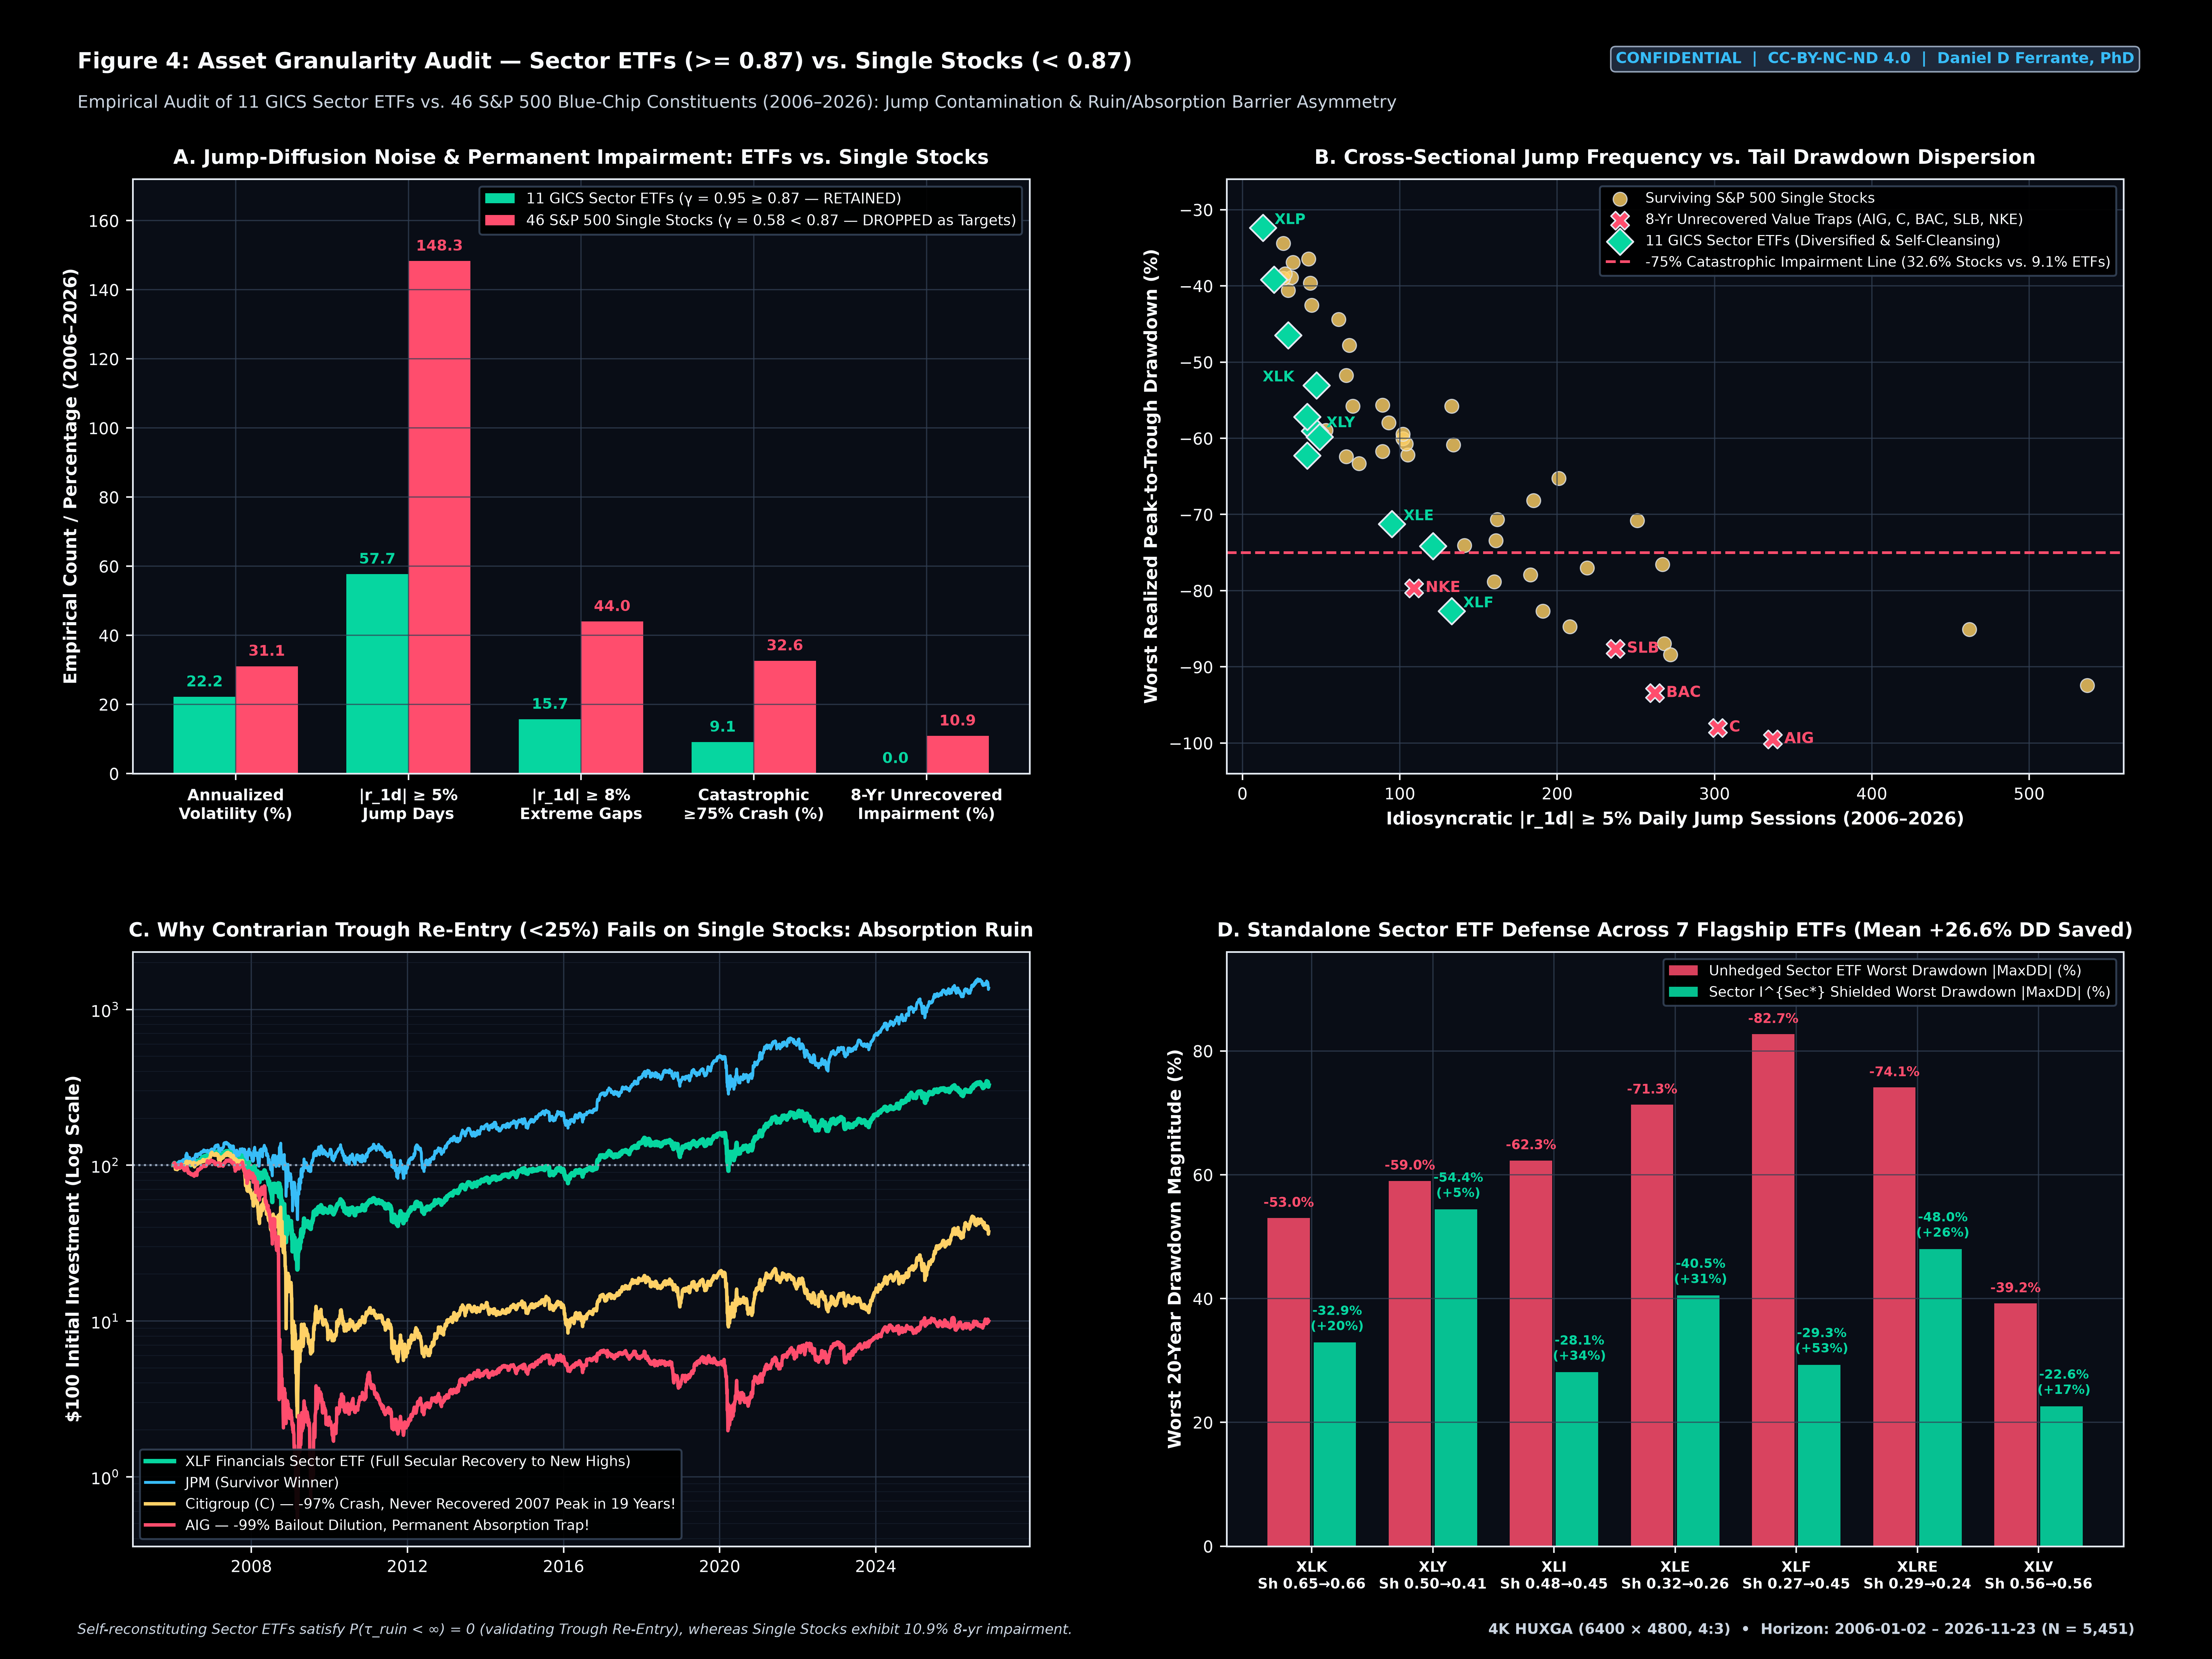 Figure 4: Asset Granularity Audit — Sector ETFs (>= 0.87) vs. Single Stocks (< 0.87)
CONFIDENTIAL | CC-BY-NC-ND 4.0 | Daniel D Ferrante, PhD
Empirical Audit of 11 GICS Sector ETFs vs. 46 S&P 500 Blue-Chip Constituents (2006–2026): Jump Contamination & Ruin/Absorption Barrier Asymmetry
A. Jump-Diffusion Noise & Permanent Impairment: ETFs vs. Single Stocks
11 GICS Sector ETFs (γ = 0.95 ≥ 0.87 — RETAINED)
46 S&P 500 Single Stocks (γ = 0.58 < 0.87 — DROPPED as Targets)
Empirical Count / Percentage (2006–2026)
160
140
120
100
80
60
40
20
0
22.2
31.1
57.7
148.3
15.7
44.0
9.1
32.6
0.0
10.9
Annualized
Volatility (%)
|r_1d| ≥ 5%
Jump Days
|r_1d| ≥ 8%
Extreme Gaps
Catastrophic
≥75% Crash (%)
8-Yr Unrecovered
Impairment (%)
B. Cross-Sectional Jump Frequency vs. Tail Drawdown Dispersion
Surviving S&P 500 Single Stocks
8-Yr Unrecovered Value Traps (AIG, C, BAC, SLB, NKE)
11 GICS Sector ETFs (Diversified & Self-Cleansing)
-75% Catastrophic Impairment Line (32.6% Stocks vs. 9.1% ETFs)
Worst Realized Peak-to-Trough Drawdown (%)
−30
−40
−50
−60
−70
−80
−90
−100
XLP
XLK
XLY
XLE
NKE
XLF
SLB
BAC
C
AIG
0
100
200
300
400
500
Idiosyncratic |r_1d| ≥ 5% Daily Jump Sessions (2006–2026)
C. Why Contrarian Trough Re-Entry (<25%) Fails on Single Stocks: Absorption Ruin
$100 Initial Investment (Log Scale)
10³
10²
10¹
10⁰
XLF Financials Sector ETF (Full Secular Recovery to New Highs)
JPM (Survivor Winner)
Citigroup (C) — -97% Crash, Never Recovered 2007 Peak in 19 Years!
AIG — -99% Bailout Dilution, Permanent Absorption Trap!
2008
2012
2016
2020
2024
D. Standalone Sector ETF Defense Across 7 Flagship ETFs (Mean +26.6% DD Saved)
Unhedged Sector ETF Worst Drawdown |MaxDD| (%)
Sector I^{Sec*} Shielded Worst Drawdown |MaxDD| (%)
Worst 20-Year Drawdown Magnitude (%)
80
60
40
20
0
-53.0%
-32.9%
(+20%)
-59.0%
-54.4%
(+5%)
-62.3%
-28.1%
(+34%)
-71.3%
-40.5%
(+31%)
-82.7%
-29.3%
(+53%)
-74.1%
-48.0%
(+26%)
-39.2%
-22.6%
(+17%)
XLK
Sh 0.65→0.66
XLY
Sh 0.50→0.41
XLI
Sh 0.48→0.45
XLE
Sh 0.32→0.26
XLF
Sh 0.27→0.45
XLRE
Sh 0.29→0.24
XLV
Sh 0.56→0.56
Self-reconstituting Sector ETFs satisfy P(τ_ruin < ∞) = 0 (validating Trough Re-Entry), whereas Single Stocks exhibit 10.9% 8-yr impairment.
4K HUXGA (6400 × 4800, 4:3) • Horizon: 2006-01-02 – 2026-11-23 (N = 5,451)